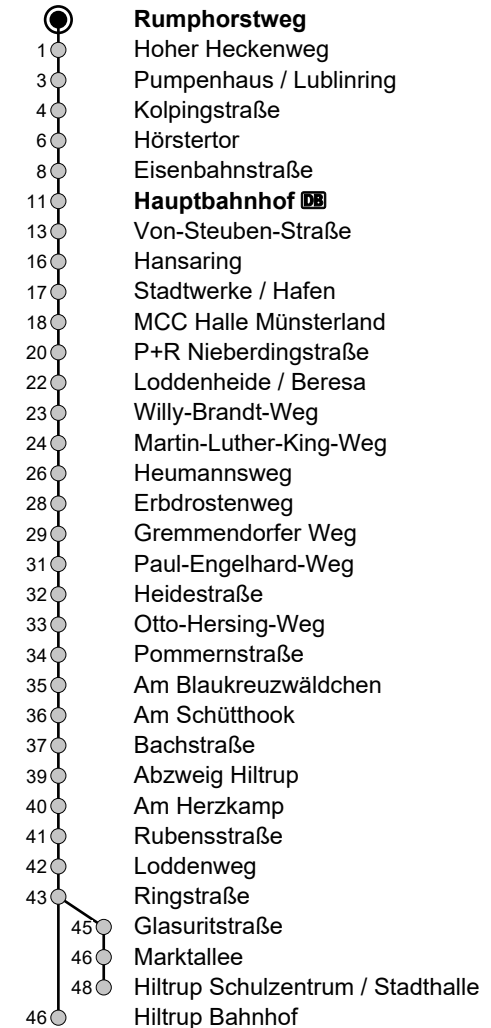 Rumphorstweg
1 Hoher Heckenweg
3 Pumpenhaus / Lublinring
4 Kolpingstraße
6 Hörstertor
8 Eisenbahnstraße
11 Hauptbahnhof DB
13 Von-Steuben-Straße
16 Hansaring
17 Stadtwerke / Hafen
18 MCC Halle Münsterland
20 P+R Nieberdingstraße
22 Loddenheide / Beresa
23 Willy-Brandt-Weg
24 Martin-Luther-King-Weg
26 Heumannsweg
28 Erbdrostenweg
29 Gremmendorfer Weg
31 Paul-Engelhard-Weg
32 Heidestraße
33 Otto-Hersing-Weg
34 Pommernstraße
35 Am Blaukreuzwäldchen
36 Am Schütthook
37 Bachstraße
39 Abzweig Hiltrup
40 Am Herzkamp
41 Rubensstraße
42 Loddenweg
43 Ringstraße
45 Glasuritstraße
46 Marktallee
48 Hiltrup Schulzentrum / Stadthalle
46 Hiltrup Bahnhof